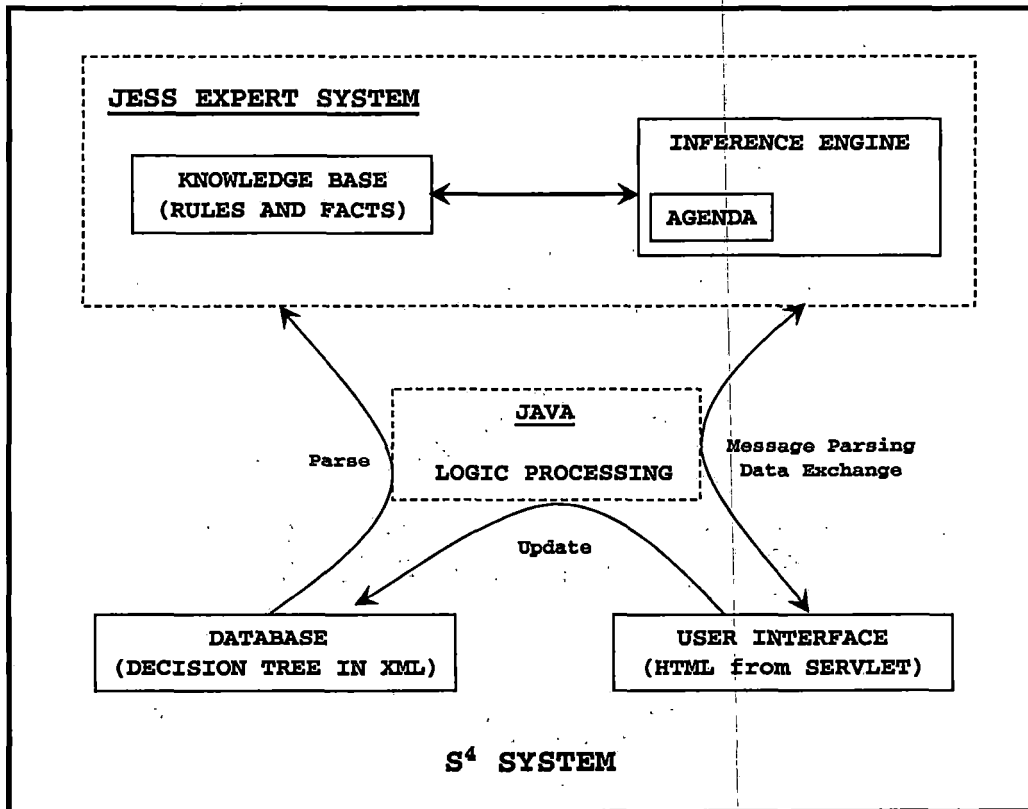 JESS EXPERT SYSTEM
KNOWLEDGE BASE
(RULES AND FACTS)
INFERENCE ENGINE
AGENDA
JAVA
LOGIC PROCESSING
Parse
Message Parsing
Data Exchange
Update
DATABASE
(DECISION TREE IN XML)
USER INTERFACE
(HTML from SERVLET)
S⁴ SYSTEM